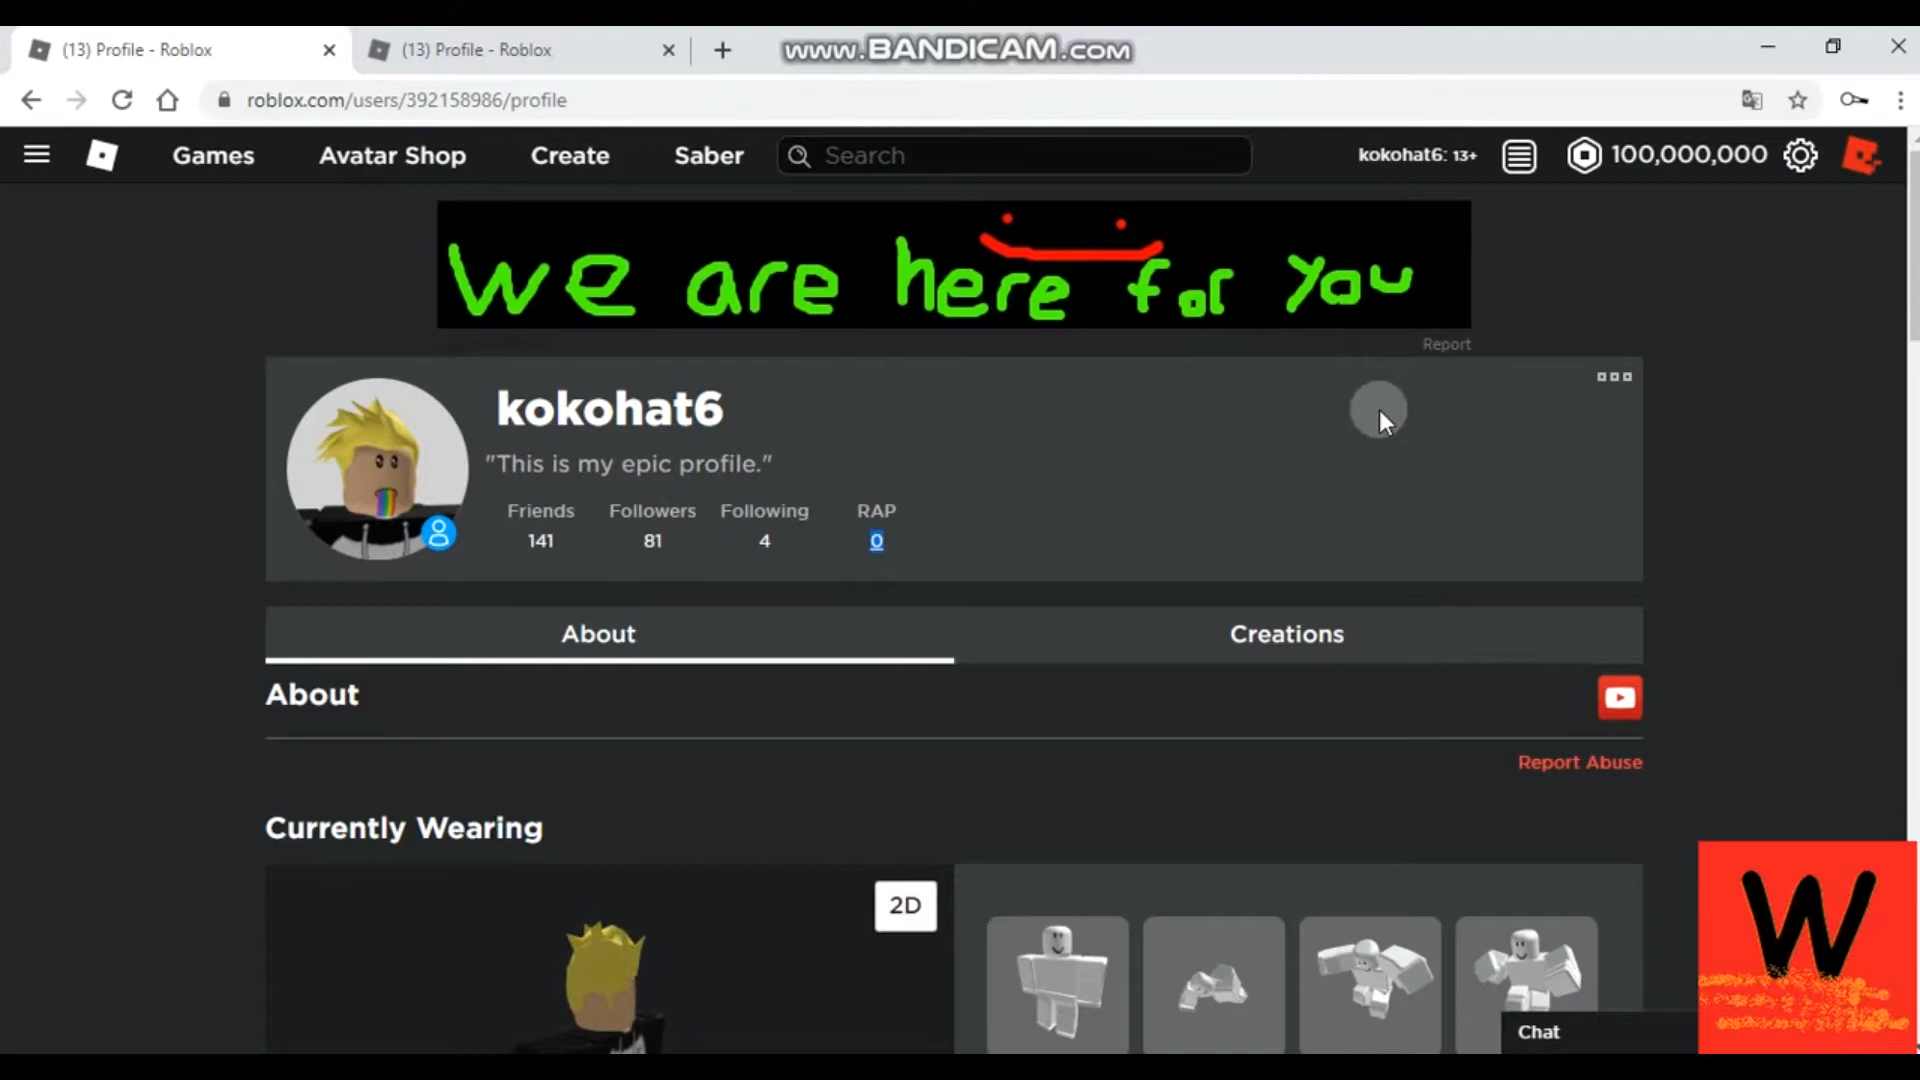 (13) Profile - Roblox
(13) Profile - Roblox
www.BANDICAM.com
roblox.com/users/392158986/profile
Games
Avatar Shop
Create
Saber
Search
kokohat6: 13+
100,000,000
We are here for you
Report
kokohat6
"This is my epic profile."
Friends
Followers
Following
RAP
141
81
4
0
About
Creations
About
Report Abuse
Currently Wearing
2D
Chat
W